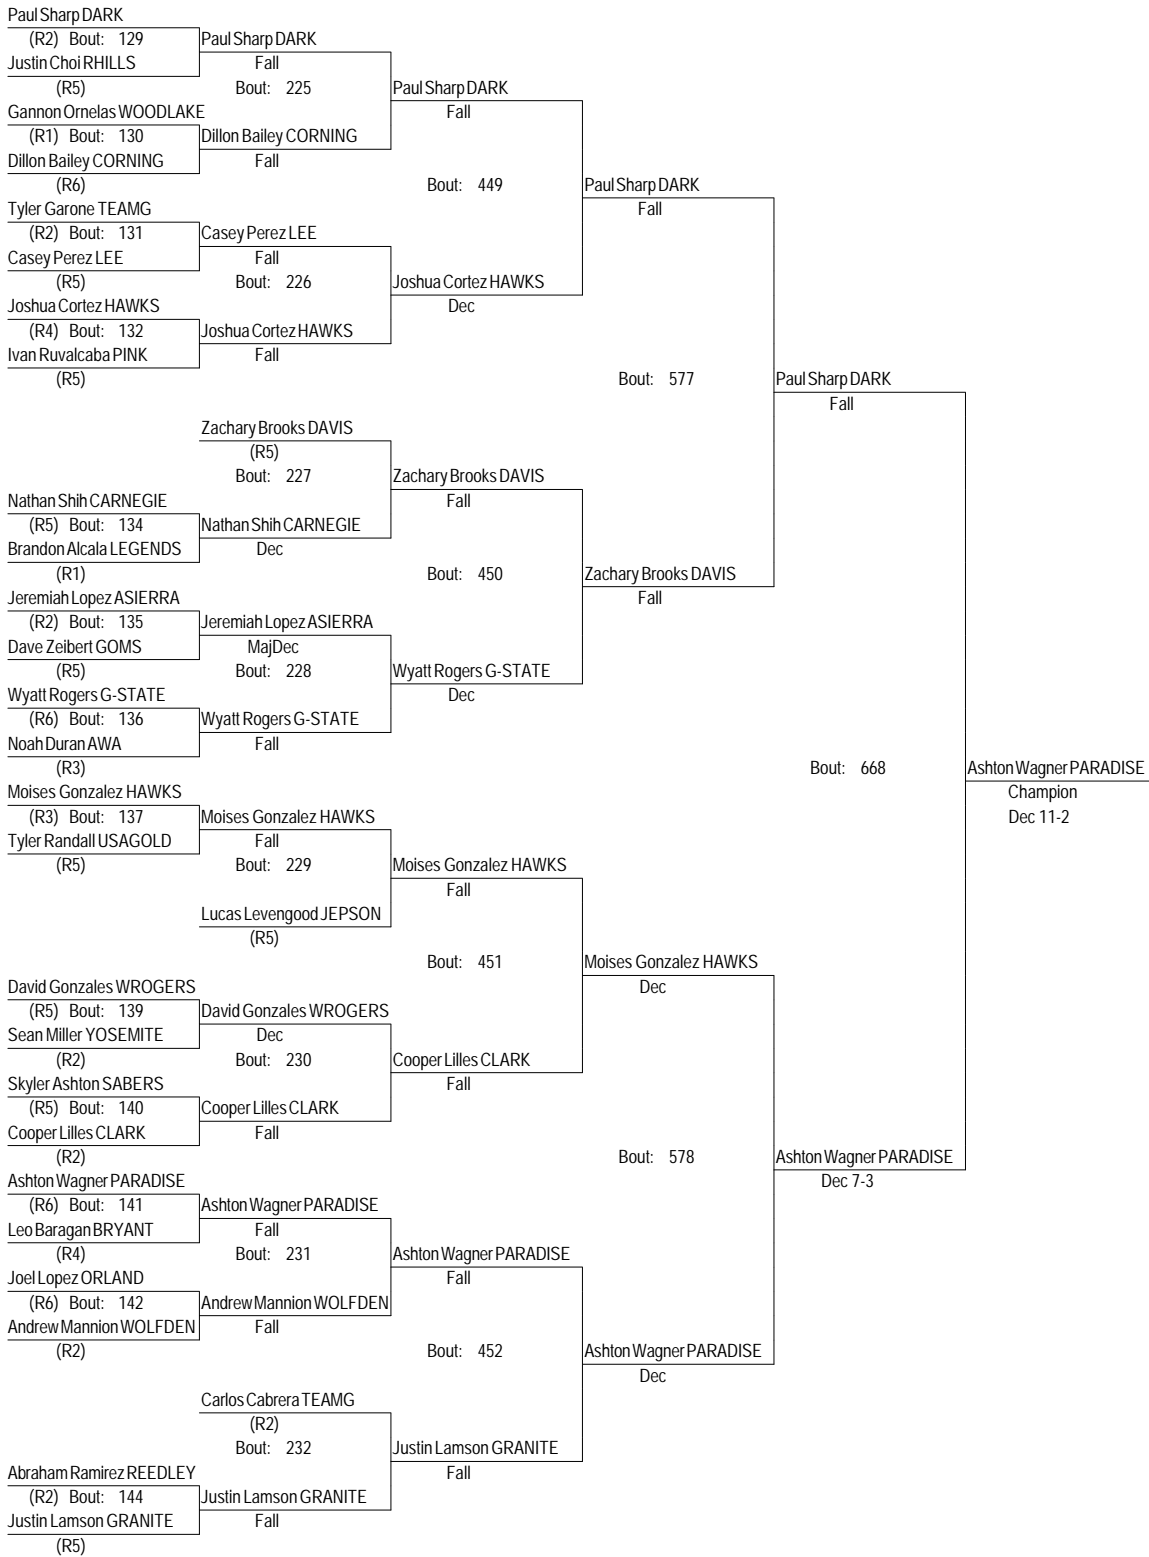 Paul Sharp DARK
(R2) Bout: 129 Paul Sharp DARK
Justin Choi RHILLS Fall
(R5) Bout: 225 Paul Sharp DARK
Gannon Ornelas WOODLAKE Fall
(R1) Bout: 130 Dillon Bailey CORNING
Dillon Bailey CORNING Fall
(R6) Bout: 449 Paul Sharp DARK
Tyler Garone TEAMG Fall
(R2) Bout: 131 Casey Perez LEE
Casey Perez LEE Fall
(R5) Bout: 226 Joshua Cortez HAWKS
Joshua Cortez HAWKS Dec
(R4) Bout: 132 Joshua Cortez HAWKS
Ivan Ruvalcaba PINK Fall
(R5) Bout: 577 Paul Sharp DARK
Fall
Zachary Brooks DAVIS
(R5)
Bout: 227 Zachary Brooks DAVIS
Nathan Shih CARNEGIE Fall
(R5) Bout: 134 Nathan Shih CARNEGIE
Brandon Alcala LEGENDS Dec
(R1) Bout: 450 Zachary Brooks DAVIS
Jeremiah Lopez ASIERRA Fall
(R2) Bout: 135 Jeremiah Lopez ASIERRA
Dave Zeibert GOMS MajDec
(R5) Bout: 228 Wyatt Rogers G-STATE
Wyatt Rogers G-STATE Dec
(R6) Bout: 136 Wyatt Rogers G-STATE
Noah Duran AWA Fall
(R3) Bout: 668 Ashton Wagner PARADISE
Moises Gonzalez HAWKS Champion
(R3) Bout: 137 Moises Gonzalez HAWKS Dec 11-2
Tyler Randall USAGOLD Fall
(R5) Bout: 229 Moises Gonzalez HAWKS
Fall
Lucas Levengood JEPSON
(R5)
Bout: 451 Moises Gonzalez HAWKS
David Gonzales WROGERS Dec
(R5) Bout: 139 David Gonzales WROGERS
Sean Miller YOSEMITE Dec
(R2) Bout: 230 Cooper Lilles CLARK
Skyler Ashton SABERS Fall
(R5) Bout: 140 Cooper Lilles CLARK
Cooper Lilles CLARK Fall
(R2) Bout: 578 Ashton Wagner PARADISE
Ashton Wagner PARADISE Dec 7-3
(R6) Bout: 141 Ashton Wagner PARADISE
Leo Baragan BRYANT Fall
(R4) Bout: 231 Ashton Wagner PARADISE
Joel Lopez ORLAND Fall
(R6) Bout: 142 Andrew Mannion WOLFDEN
Andrew Mannion WOLFDEN Fall
(R2) Bout: 452 Ashton Wagner PARADISE
Dec
Carlos Cabrera TEAMG
(R2)
Bout: 232 Justin Lamson GRANITE
Abraham Ramirez REEDLEY Fall
(R2) Bout: 144 Justin Lamson GRANITE
Justin Lamson GRANITE Fall
(R5)